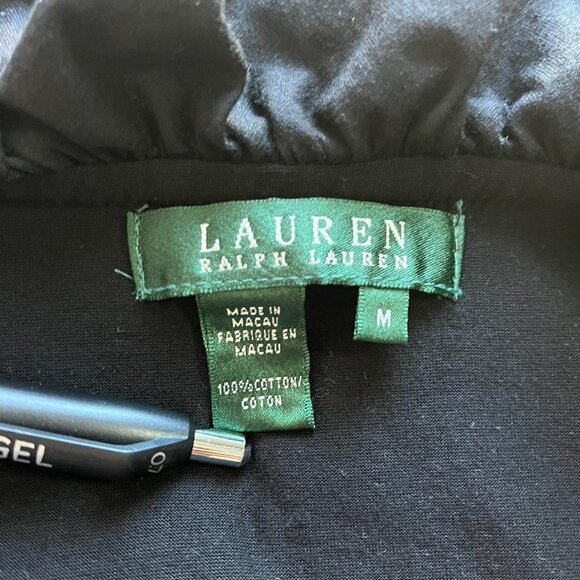 LAUREN
RALPH LAUREN
M
MADE IN
MACAU
FABRIQUE EN
MACAU
100% COTTON/
COTON
GEL